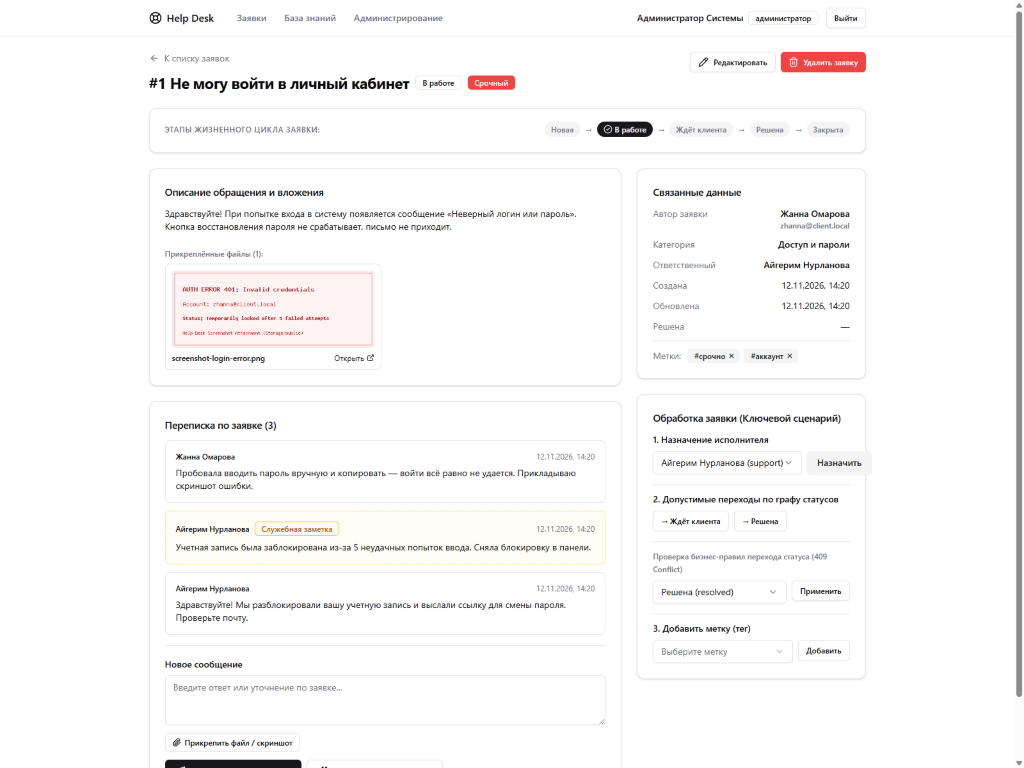 Help Desk
Заявки
База знаний
Администрирование
Администратор Системы
администратор
Выйти
К списку заявок
Редактировать
Удалить заявку
#1 Не могу войти в личный кабинет
В работе
Срочный
ЭТАПЫ ЖИЗНЕННОГО ЦИКЛА ЗАЯВКИ:
Новая → В работе → Ждёт клиента → Решена → Закрыта
Описание обращения и вложения
Здравствуйте! При попытке входа в систему появляется сообщение «Неверный логин или пароль».
Кнопка восстановления пароля не срабатывает, письмо не приходит.
Прикреплённые файлы (1):
AUTH ERROR 401: Invalid credentials
Account: zhanna@client.local
Status: Temporarily locked after 5 failed attempts
Help Desk Screenshot Attachment (Storage/public)
screenshot-login-error.png
Открыть
Переписка по заявке (3)
Жанна Омарова
12.11.2026, 14:20
Пробовала вводить пароль вручную и копировать — войти всё равно не удается. Прикладываю
скриншот ошибки.
Айгерим Нурланова
Служебная заметка
12.11.2026, 14:20
Учетная запись была заблокирована из-за 5 неудачных попыток ввода. Сняла блокировку в панели.
Айгерим Нурланова
12.11.2026, 14:20
Здравствуйте! Мы разблокировали вашу учетную запись и выслали ссылку для смены пароля.
Проверьте почту.
Новое сообщение
Введите ответ или уточнение по заявке...
Прикрепить файл / скриншот
Связанные данные
Автор заявки
Жанна Омарова
zhanna@client.local
Категория
Доступ и пароли
Ответственный
Айгерим Нурланова
Создана
12.11.2026, 14:20
Обновлена
12.11.2026, 14:20
Решена
—
Метки: #срочно ✕ #аккаунт ✕
Обработка заявки (Ключевой сценарий)
1. Назначение исполнителя
Айгерим Нурланова (support)
Назначить
2. Допустимые переходы по графу статусов
→ Ждёт клиента
→ Решена
Проверка бизнес-правил перехода статуса (409
Conflict)
Решена (resolved)
Применить
3. Добавить метку (тег)
Выберите метку
Добавить